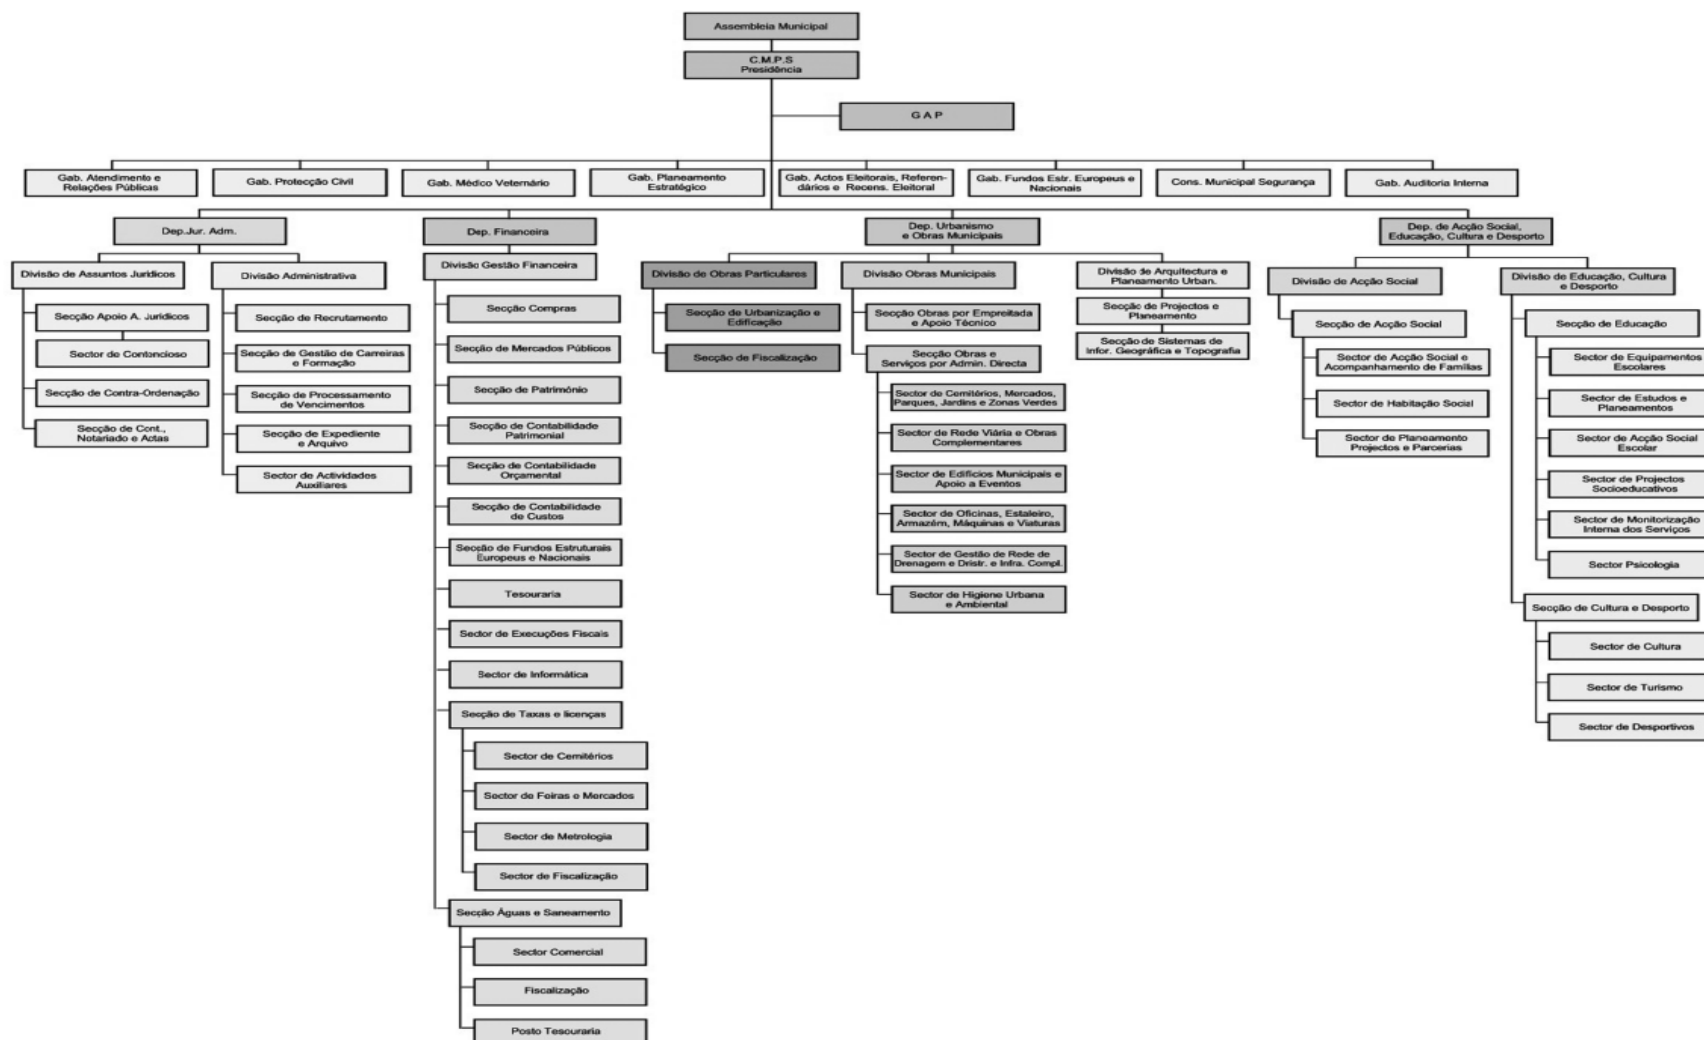 Assembleia Municipal
C.M.P.S
Presidência
G A P
Gab. Atendimento e
Relações Públicas
Gab. Protecção Civil
Gab. Médico Veternário
Gab. Planeamento
Estratégico
Gab. Actos Eleitorais, Referen-
dários e Recens. Eleitoral
Gab. Fundos Estr. Europeus e
Nacionais
Cons. Municipal Segurança
Gab. Auditoria Interna
Dep.Jur. Adm.
Divisão de Assuntos Jurídicos
Secção Apoio A. Jurídicos
Sector de Contancioso
Secção de Contra-Ordenação
Secção de Cont.,
Notariado e Actas
Divisão Administrativa
Secção de Recrutamento
Secção de Gestão de Carreiras
e Formação
Secção de Processamento
de Vencimentos
Secção de Expediente
e Arquivo
Sector de Actividades
Auxiliares
Dep. Financeira
Divisão Gestão Financeira
Secção Compras
Secção de Mercados Públicos
Secção de Património
Secção de Contabilidade
Patrimonial
Secção de Contabilidade
Orçamental
Secção de Contabilidade
de Custos
Secção de Fundos Estruturais
Europeus e Nacionais
Tesouraria
Sector de Execuções Fiscais
Sector de Informática
Secção de Taxas e licenças
Sector de Cemitérios
Sector de Feiras e Mercados
Sector de Metrologia
Sector de Fiscalização
Secção Águas e Saneamento
Sector Comercial
Fiscalização
Posto Tesouraria
Dep. Urbanismo
e Obras Municipais
Divisão de Obras Particulares
Secção de Urbanização e
Edificação
Secção de Fiscalização
Divisão Obras Municipais
Secção Obras por Empreitada
e Apoio Técnico
Secção Obras e
Serviços por Admin. Directa
Sector de Cemitérios, Mercados,
Parques, Jardins e Zonas Verdes
Sector de Rede Viária e Obras
Complementares
Sector de Edifícios Municipais e
Apoio a Eventos
Sector de Oficinas, Estaleiro,
Armazém, Máquinas e Viaturas
Sector de Gestão de Rede de
Drenagem e Dristr. e Infra. Compl.
Sector de Higiene Urbana
e Ambiental
Divisão de Arquitectura e
Planeamento Urban.
Secção de Projectos e
Planeamento
Secção de Sistemas de
Infor. Geográfica e Topografia
Dep. de Acção Social,
Educação, Cultura e Desporto
Divisão de Acção Social
Secção de Acção Social
Sector de Acção Social e
Acompanhamento de Famílias
Sector de Habitação Social
Sector de Planeamento
Projectos e Parcerias
Divisão de Educação, Cultura
e Desporto
Secção de Educação
Sector de Equipamentos
Escolares
Sector de Estudos e
Planeamentos
Sector de Acção Social
Escolar
Sector de Projectos
Socioeducativos
Sector de Monitorização
Interna dos Serviços
Sector Psicologia
Secção de Cultura e Desporto
Sector de Cultura
Sector de Turismo
Sector de Desportivos